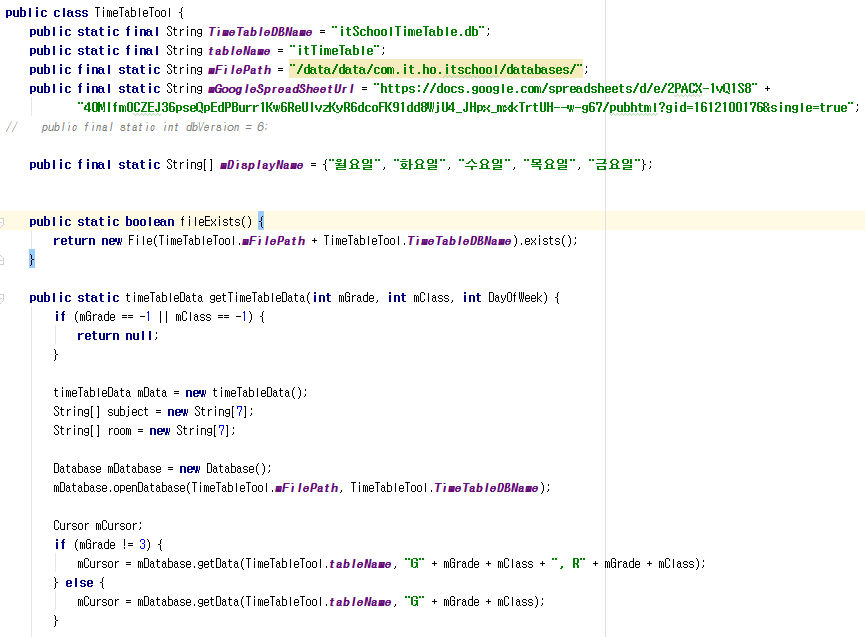 public class TimeTableTool {
public static final String TimeTableDBName = "itSchoolTimeTable.db";
public static final String tableName = "itTimeTable";
public final static String mFilePath = "/data/data/com.it.ho.itschool/databases/";
public final static String mGoogleSpreadSheetUrl = "https://docs.google.com/spreadsheets/d/e/2PACX-1vQ1S8" +
"4OMlfmOCZEJ36pseQpEdPBurr1Kw6ReUlvzKyR6dcoFK91dd8WjU4_JHpx_mxkTrtUH--w-g67/pubhtml?gid=1612100176&single=true";
// public final static int dbVersion = 6;
public final static String[] mDisplayName = {"월요일", "화요일", "수요일", "목요일", "금요일"};
public static boolean fileExists() {
return new File(TimeTableTool.mFilePath + TimeTableTool.TimeTableDBName).exists();
}
public static timeTableData getTimeTableData(int mGrade, int mClass, int DayOfWeek) {
if (mGrade == -1 || mClass == -1) {
return null;
}
timeTableData mData = new timeTableData();
String[] subject = new String[7];
String[] room = new String[7];
Database mDatabase = new Database();
mDatabase.openDatabase(TimeTableTool.mFilePath, TimeTableTool.TimeTableDBName);
Cursor mCursor;
if (mGrade != 3) {
mCursor = mDatabase.getData(TimeTableTool.tableName, "G" + mGrade + mClass + ", R" + mGrade + mClass);
} else {
mCursor = mDatabase.getData(TimeTableTool.tableName, "G" + mGrade + mClass);
}